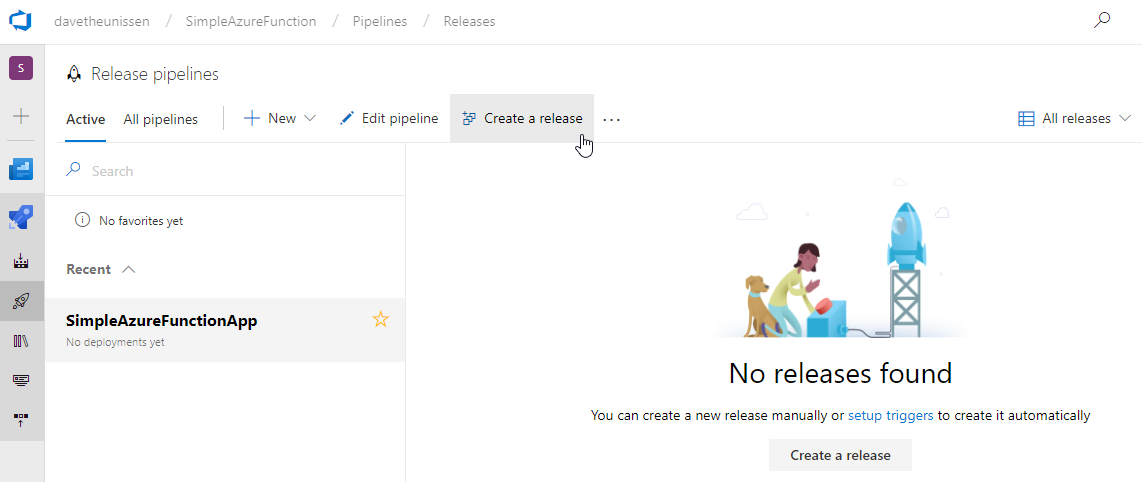 davetheunissen / SimpleAzureFunction / Pipelines / Releases
S
Release pipelines
Active All pipelines New Edit pipeline Create a release ... All releases
Search
No favorites yet
Recent
SimpleAzureFunctionApp
No deployments yet
No releases found
You can create a new release manually or setup triggers to create it automatically
Create a release